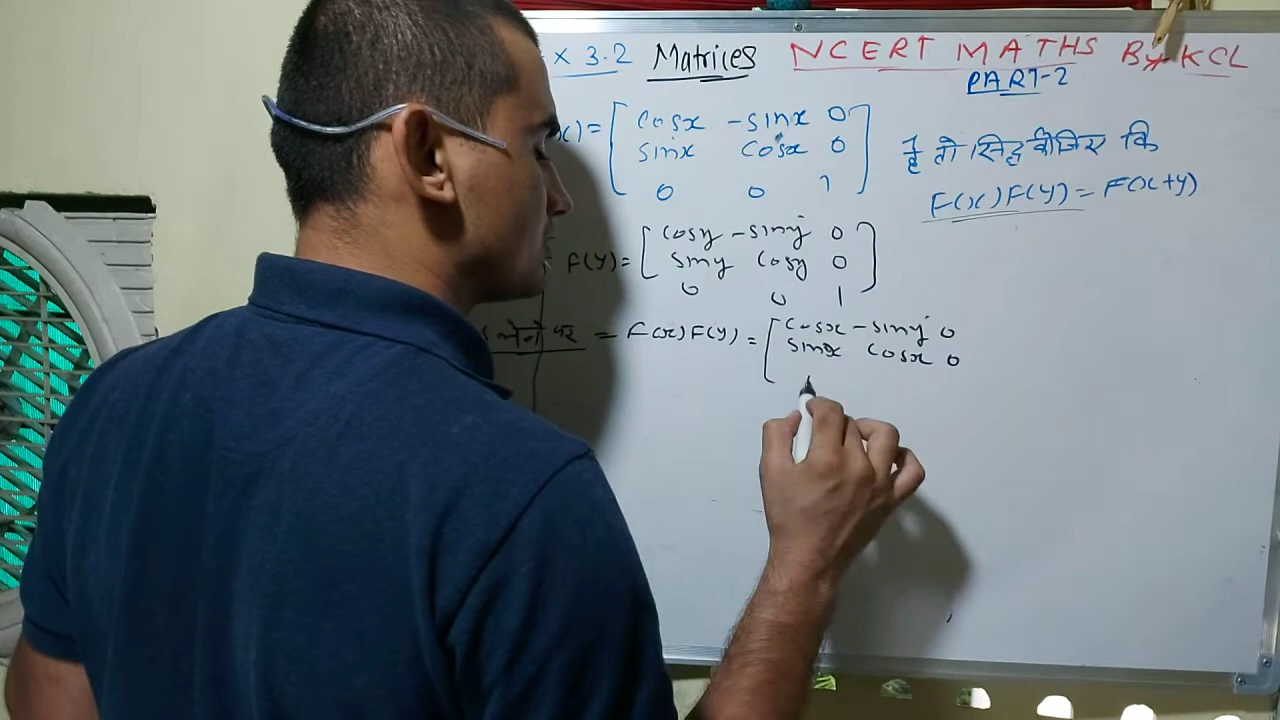 x 3.2 Matrices NCERT MATHS By KCL
PART-2
x) = [ cosx -sinx 0
sinx cosx 0
0 0 1 ]
है तो सिद्ध कीजिए कि
F(x)F(y) = F(x+y)
F(y) = [ cosy -siny 0
siny cosy 0
0 0 1 ]
लेने पर = F(x)F(y) = [ cosx -siny 0
sinx cosx 0